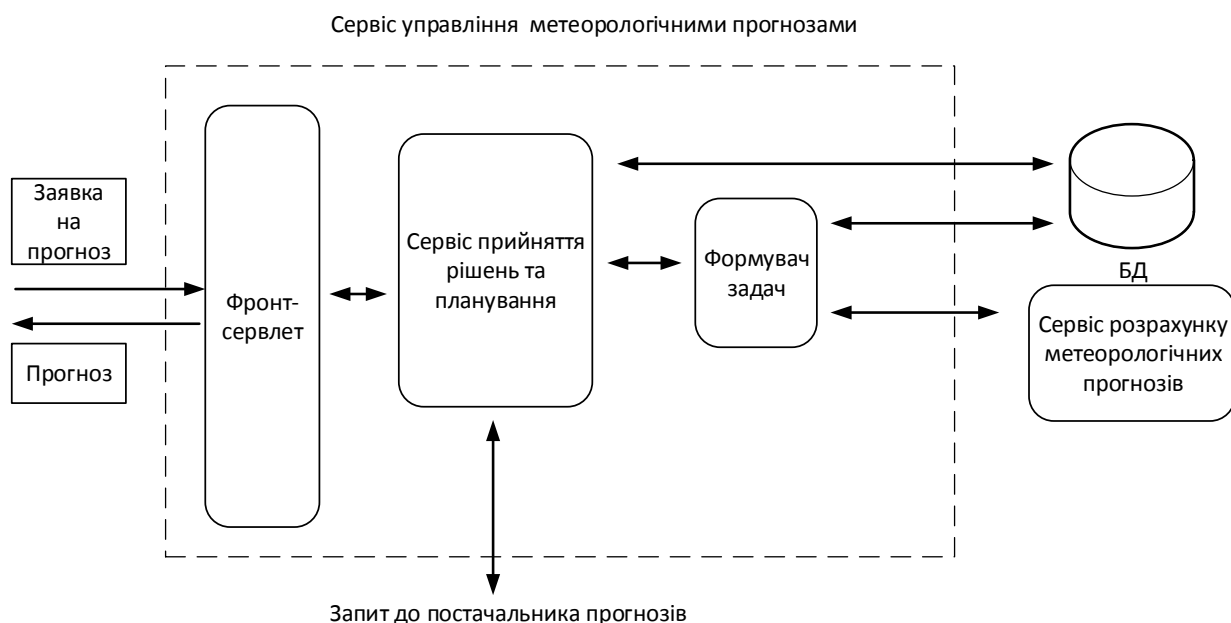 Сервіс управління метеорологічними прогнозами
Заявка
на
прогноз
Прогноз
Фронт-
сервлет
Сервіс прийняття
рішень та
планування
Формувач
задач
БД
Сервіс розрахунку
метеорологічних
прогнозів
Запит до постачальника прогнозів